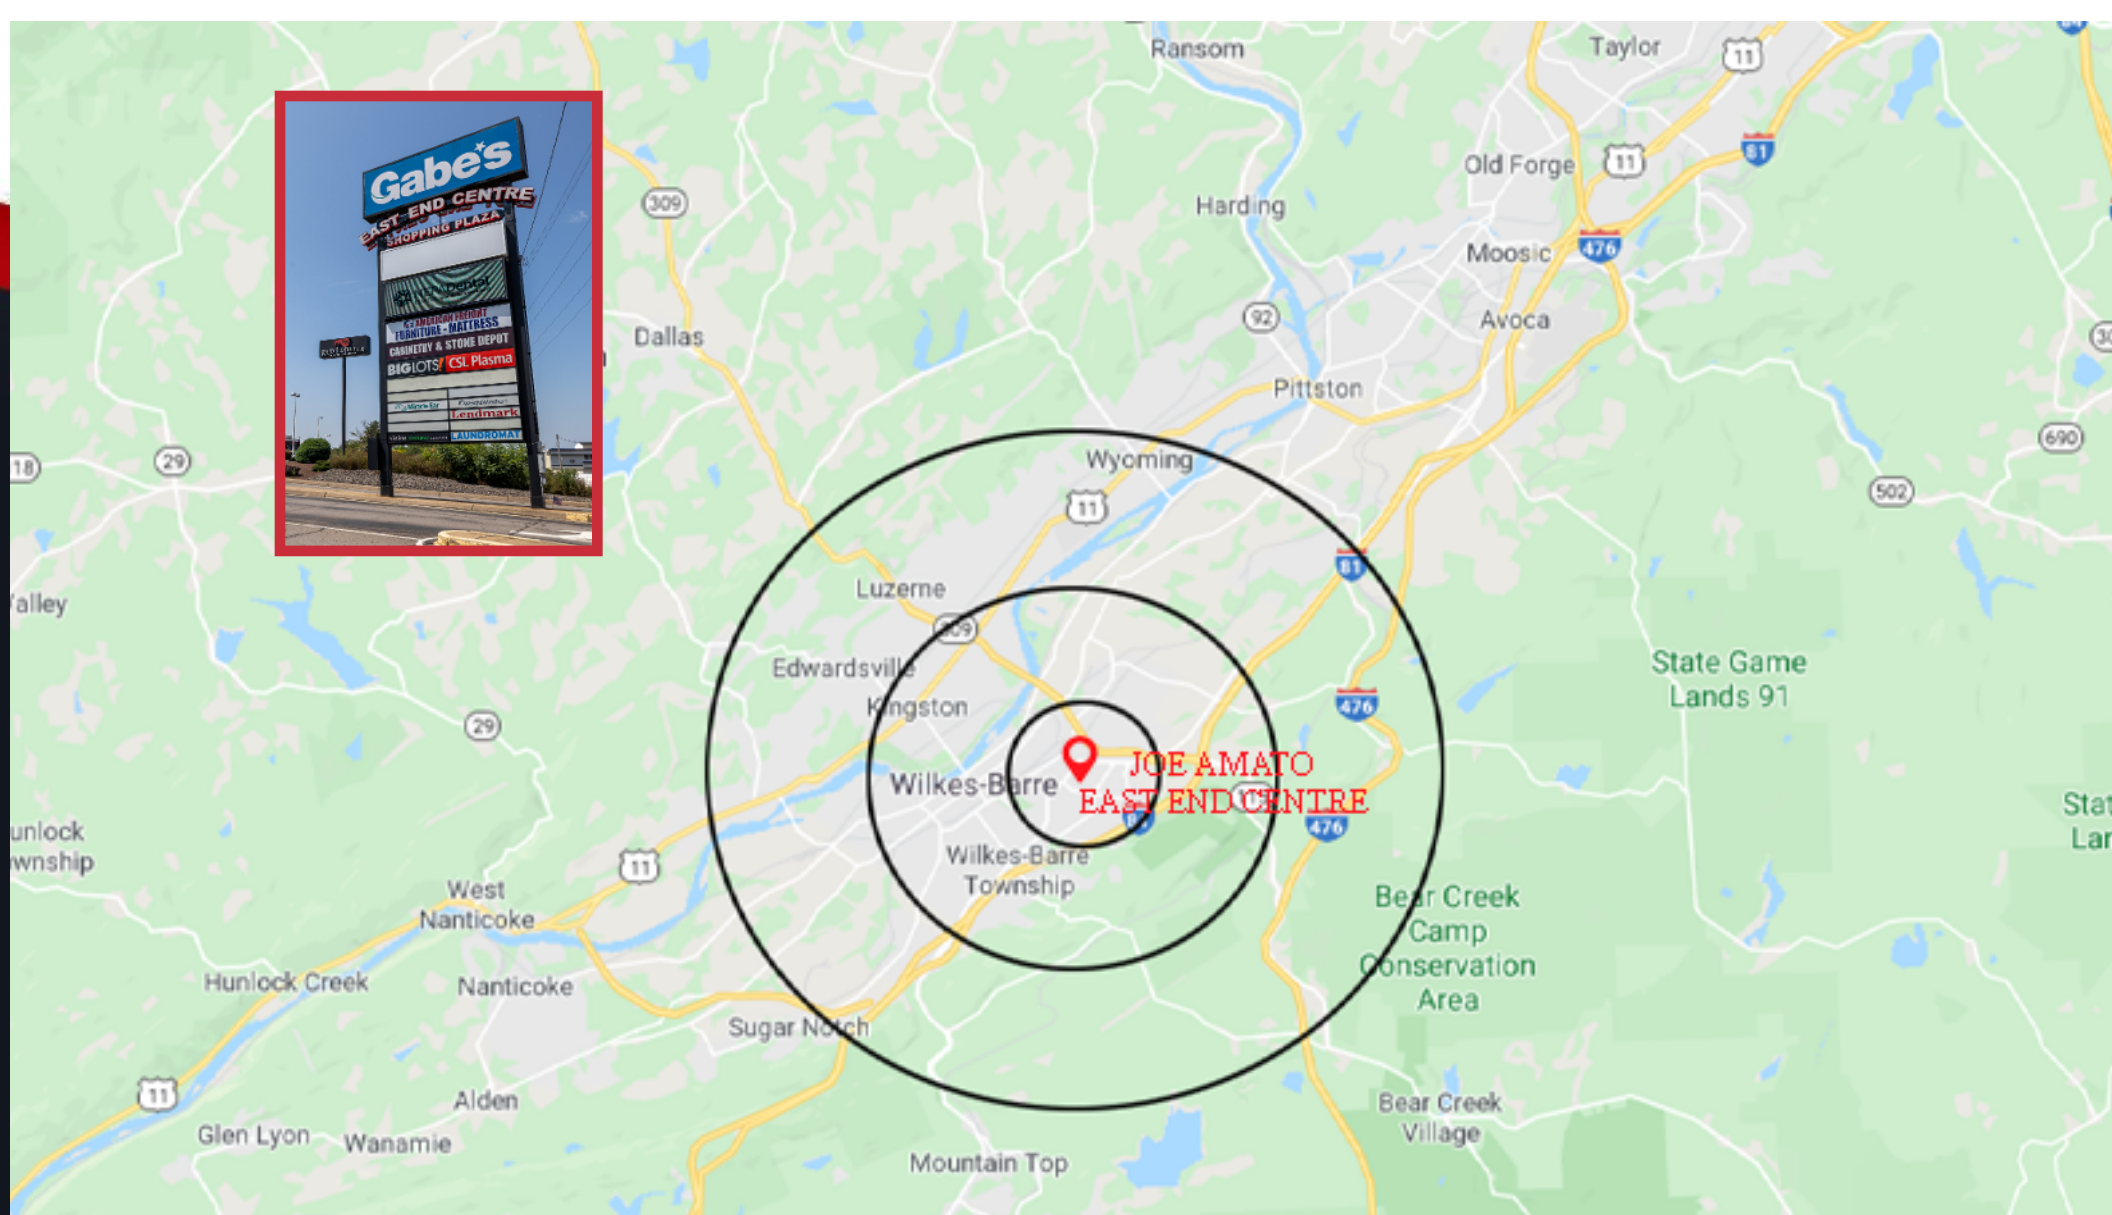 Ransom
Taylor
11
81
Old Forge
11
Harding
309
Moosic
476
92
Avoca
Dallas
Pittston
Gabe's
EAST END CENTRE
SHOPPING PLAZA
Dental
AMERICAN FREIGHT
FURNITURE - MATTRESS
CABINETRY & STONE DEPOT
BIG LOTS! CSL Plasma
Lendmark
LAUNDROMAT
18
29
690
502
Wyoming
11
81
alley
Luzerne
309
Edwardsville
Kingston
476
State Game
Lands 91
29
JOE AMATO
Wilkes-Barre
EAST END CENTRE
476
unlock
wnship
11
Wilkes-Barre
Township
West
Nanticoke
Bear Creek
Camp
Conservation
Area
Stat
Lar
Hunlock Creek
Nanticoke
Sugar Notch
11
Alden
Glen Lyon
Wanamie
Bear Creek
Village
Mountain Top